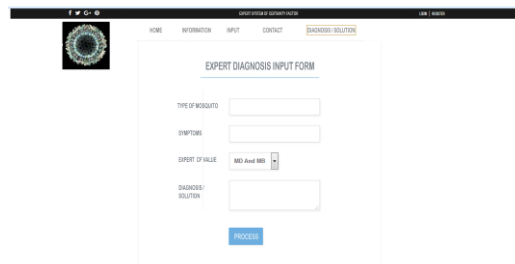 EXPERT SYSTEM OF CERTAINTY FACTOR
LOGIN | REGISTER
HOME INFORMATION INPUT CONTACT DIAGNOSIS / SOLUTION
EXPERT DIAGNOSIS INPUT FORM
TYPE OF MOSQUITO
SYMPTOMS
EXPERT CF VALUE MD And MB
DIAGNOSIS /
SOLUTION
PROCESS